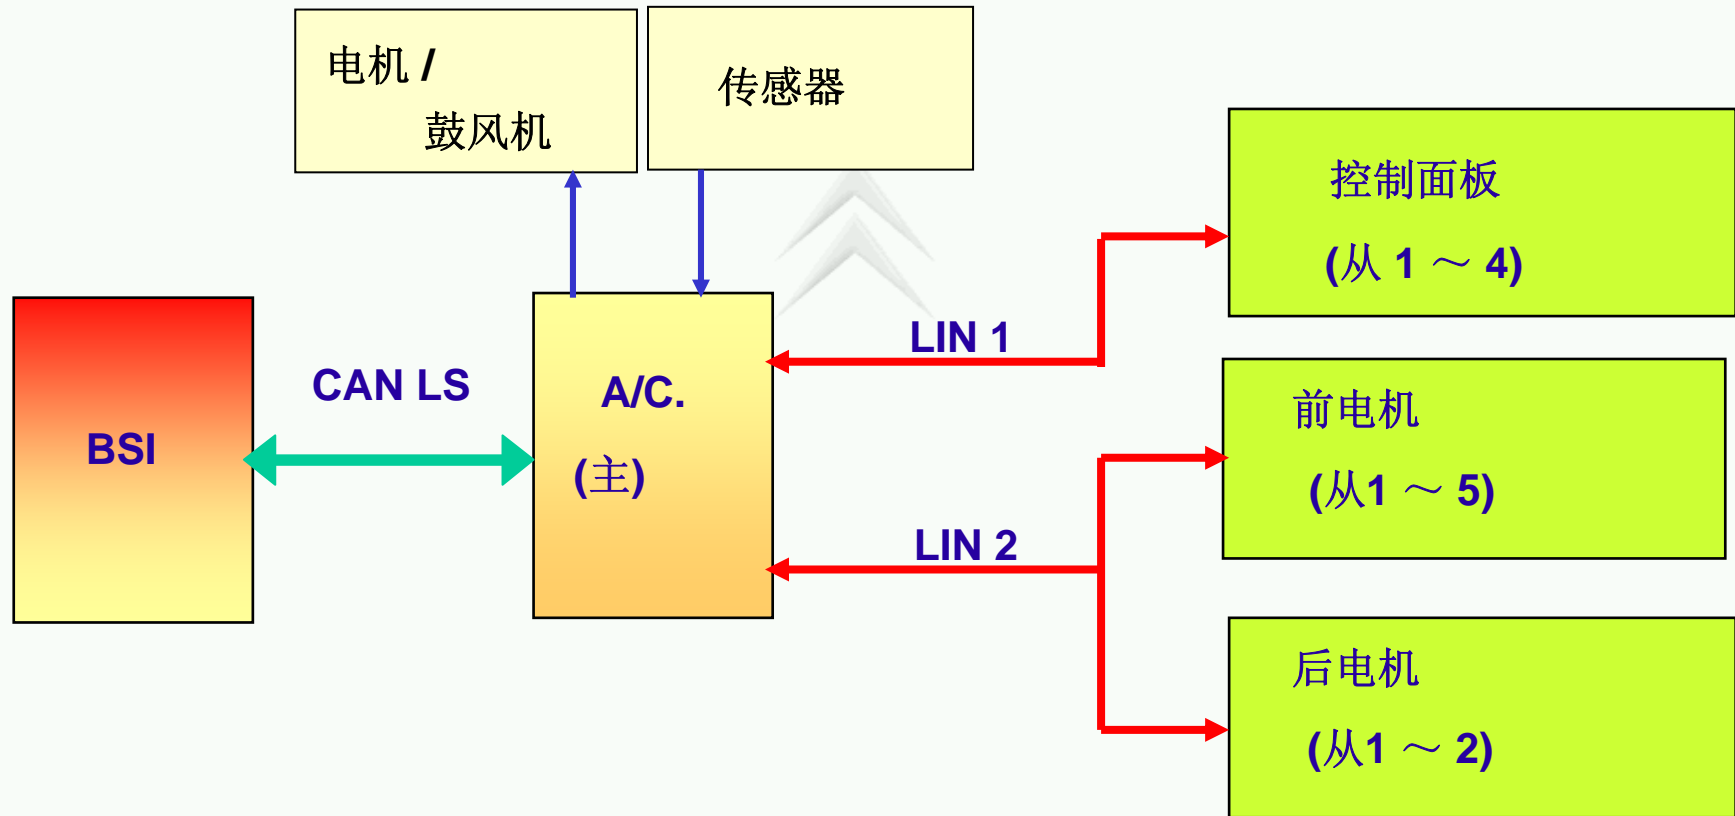 电机 /
鼓风机
传感器
控制面板
(从 1 ～ 4)
LIN 1
CAN LS
A/C.
(主)
BSI
前电机
(从1 ～ 5)
LIN 2
后电机
(从1 ～ 2)